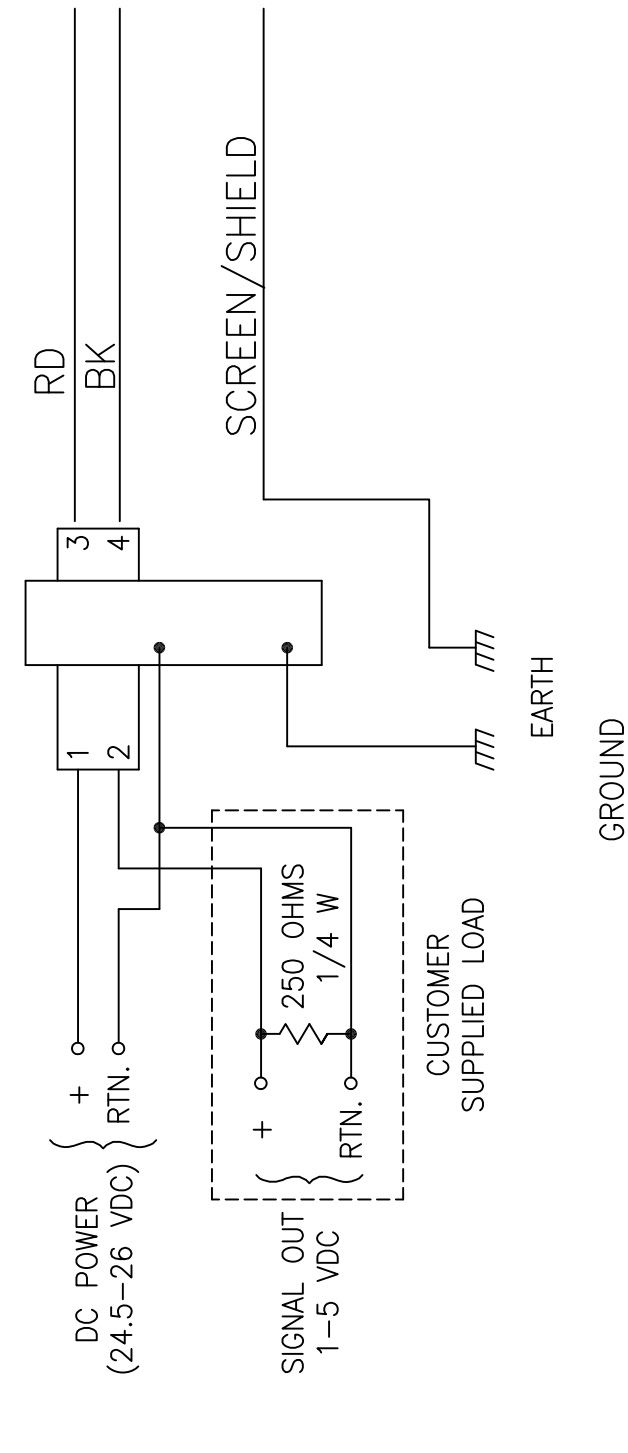 RD
BK
SCREEN/SHIELD
3
4
1
2
EARTH
GROUND
250 OHMS
1/4 W
+
RTN.
+
RTN.
CUSTOMER
SUPPLIED LOAD
DC POWER
(24.5–26 VDC)
SIGNAL OUT
1–5 VDC